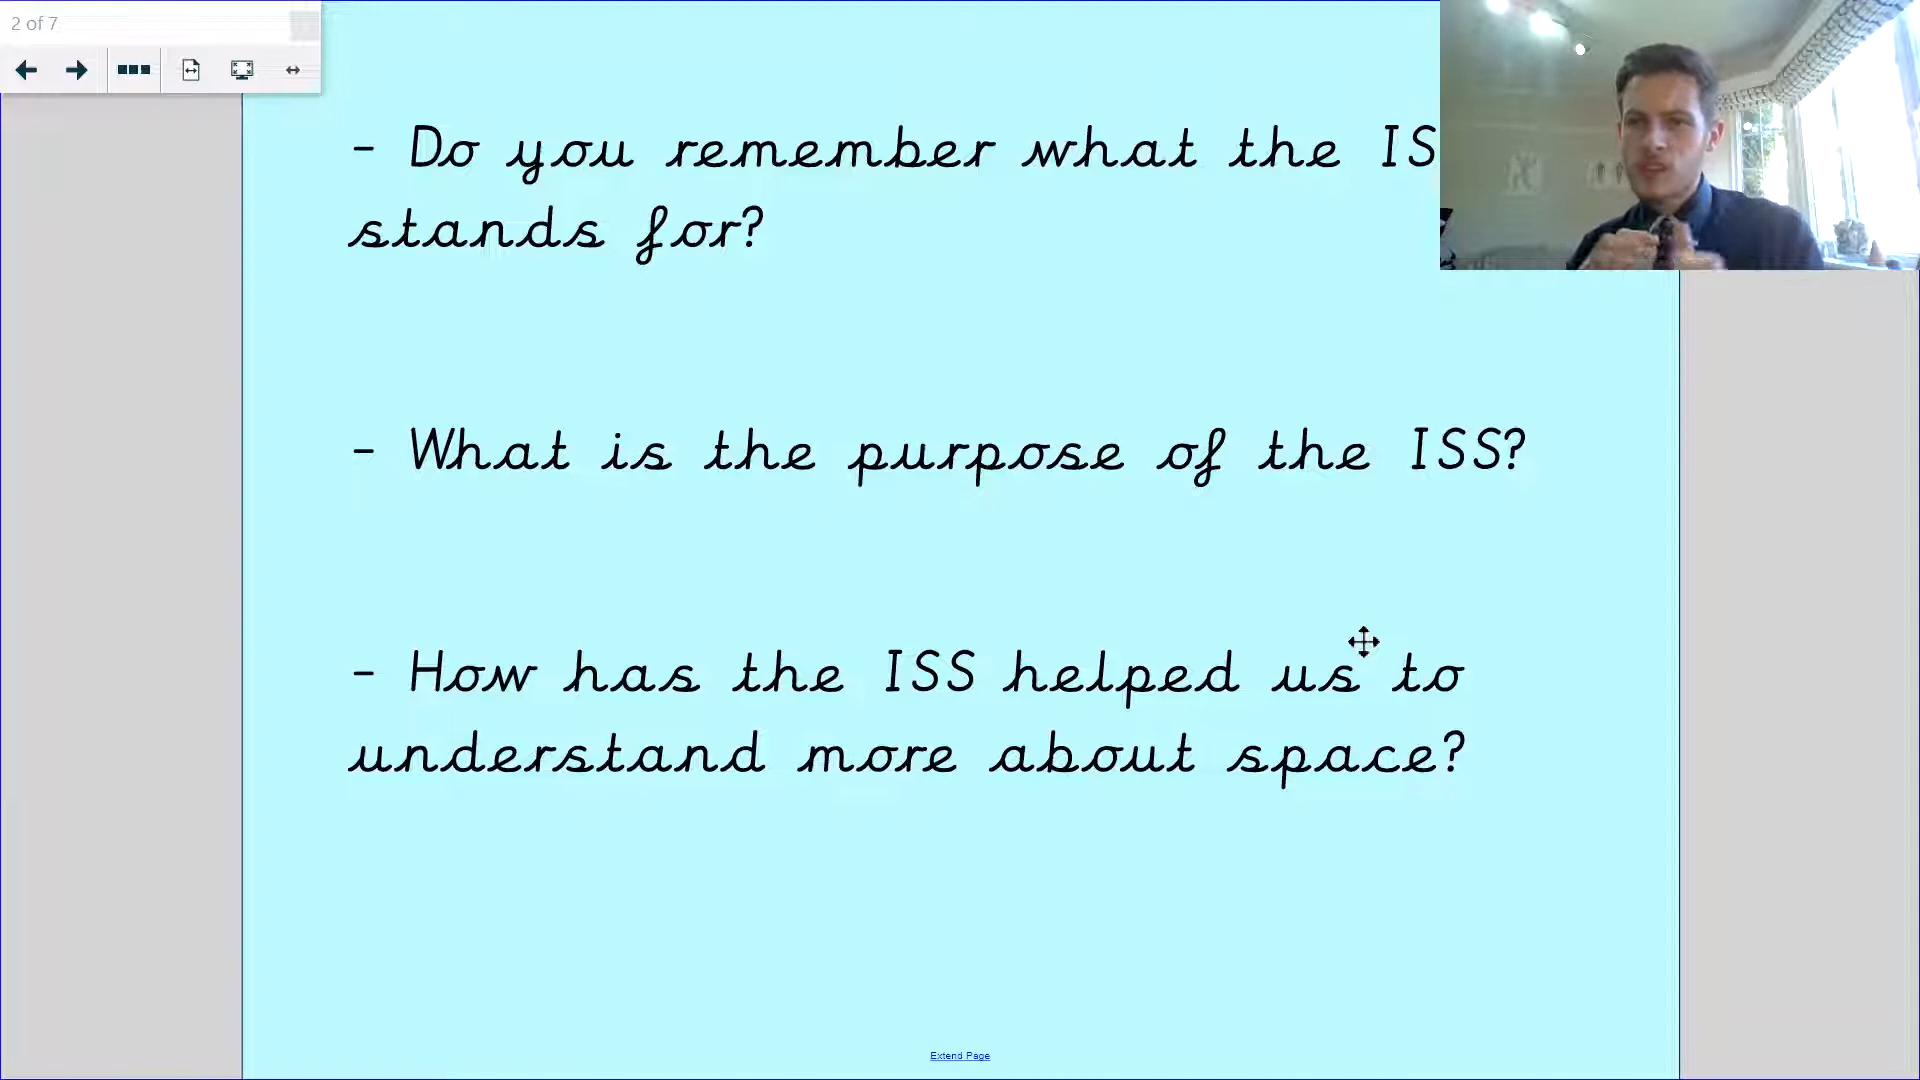 2 of 7
- Do you remember what the IS
stands for?
- What is the purpose of the ISS?
- How has the ISS helped us to
understand more about space?
Extend Page